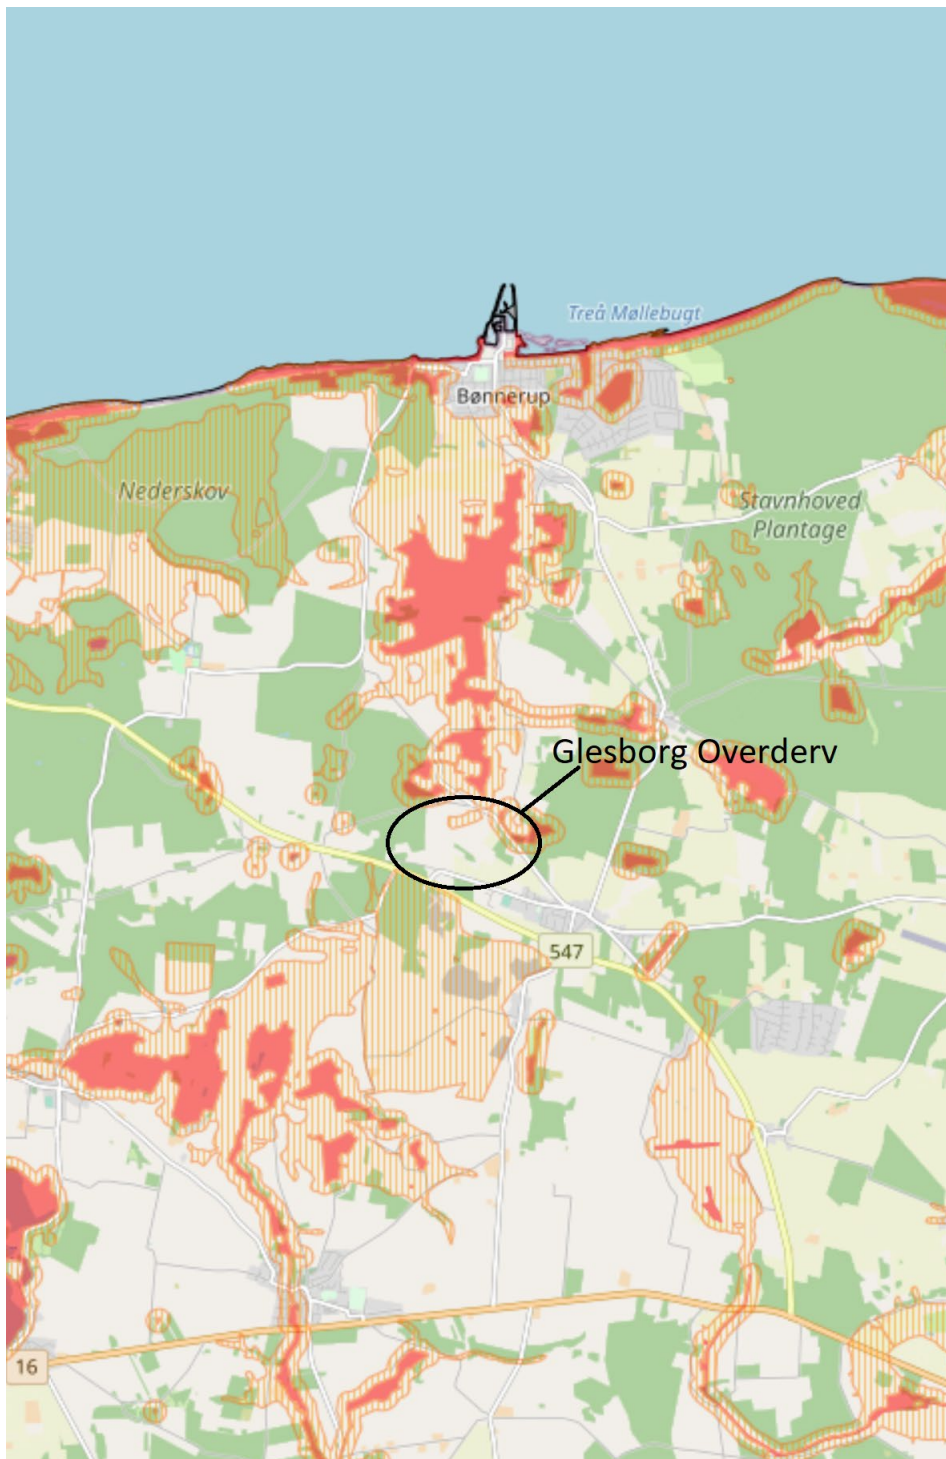 Treå Møllebugt
Bønnerup
Nederskov
Stavnhoved
Plantage
Glesborg Overderv
547
16